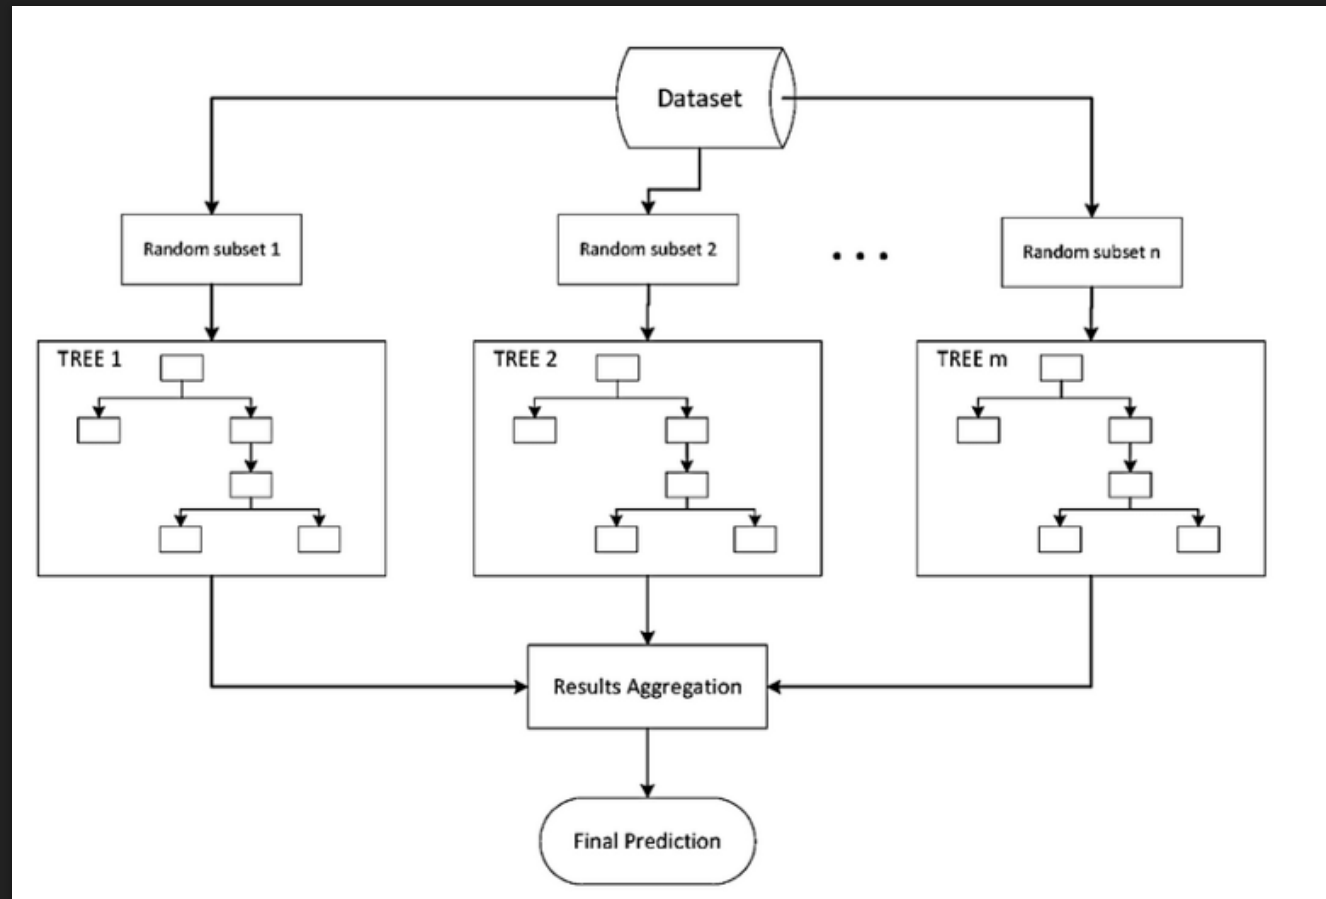 Dataset
Random subset 1
Random subset 2
. . .
Random subset n
TREE 1
TREE 2
TREE m
Results Aggregation
Final Prediction